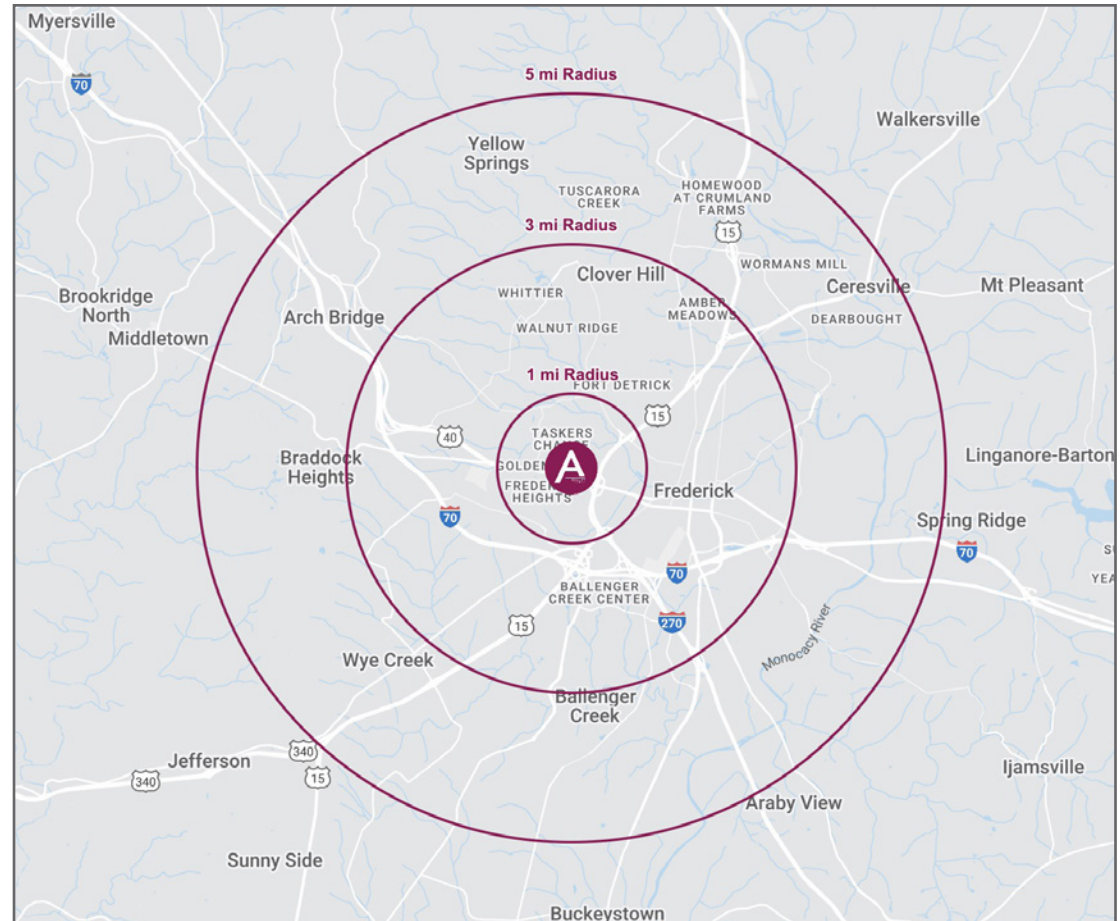 Myersville
70
5 mi Radius
Walkersville
Yellow
Springs
TUSCARORA
CREEK
HOMEWOOD
AT CRUMLAND
FARMS
3 mi Radius
15
WORMANS MILL
Clover Hill
Ceresville
Mt Pleasant
Brookridge
North
WHITTIER
AMBER
MEADOWS
DEARBOUGHT
Arch Bridge
Middletown
WALNUT RIDGE
1 mi Radius
FORT DETRICK
15
40
TASKERS
Braddock
Heights
A
Linganore-Barton
HEIGHTS
Frederick
70
Spring Ridge
70
70
BALLENGER
CREEK CENTER
15
270
Monocacy River
Wye Creek
Ballenger
Creek
340
Jefferson
340
15
Ijamsville
Araby View
Sunny Side
Buckeystown